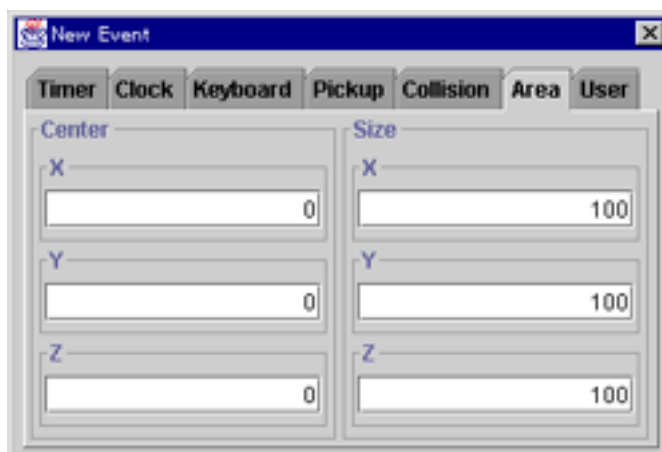 New Event
Timer Clock Keyboard Pickup Collision Area User
Center Size
X X
0 100
Y Y
0 100
Z Z
0 100